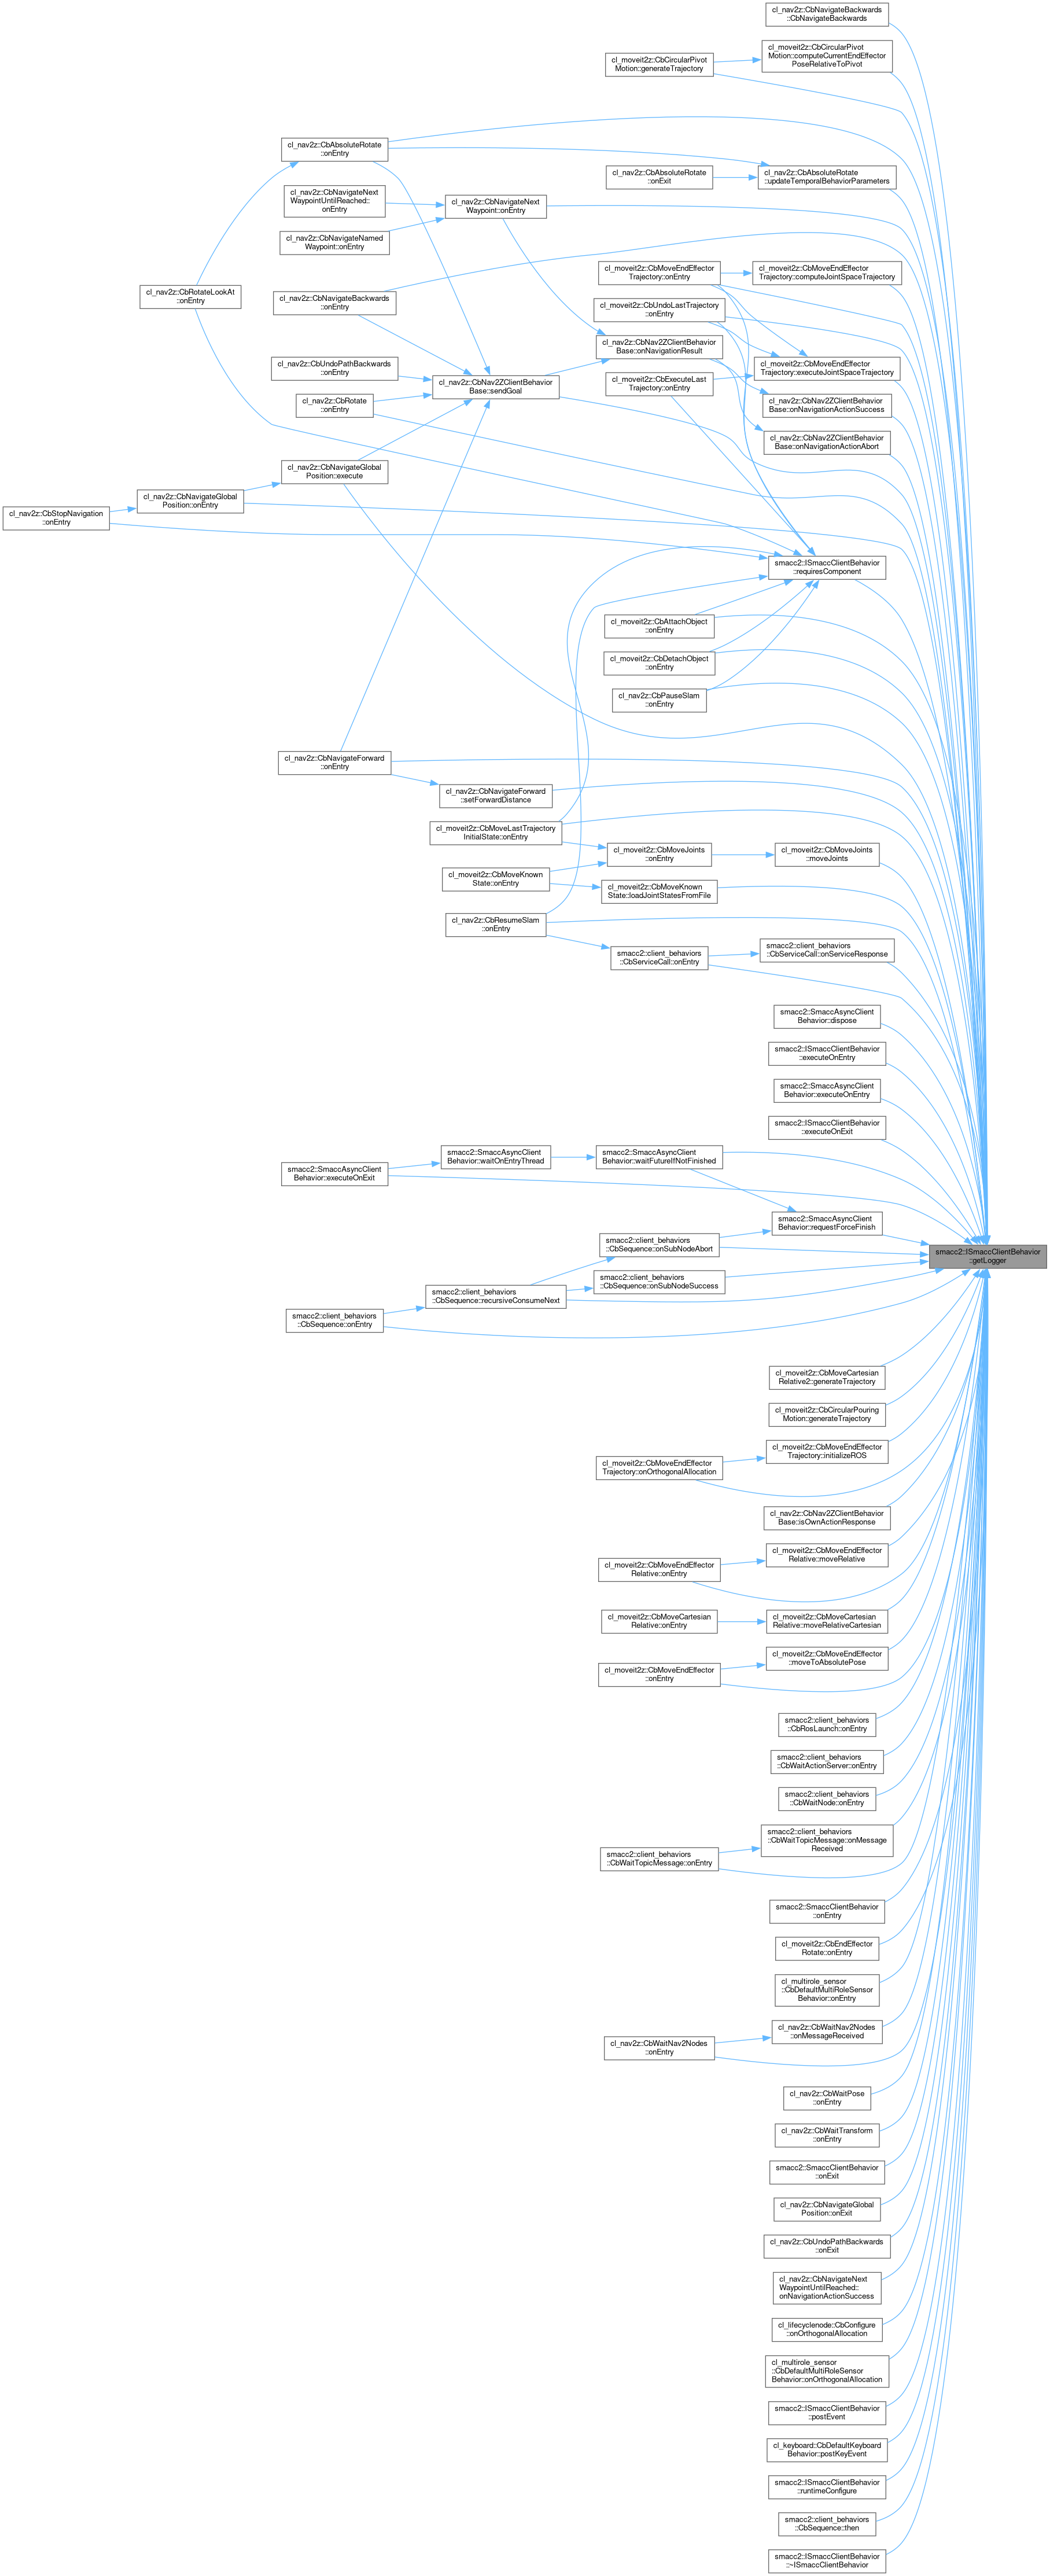 cl_nav2z::CbNavigateBackwards
::CbNavigateBackwards
cl_moveit2z::CbCircularPivot
Motion::computeCurrentEndEffector
PoseRelativeToPivot
cl_moveit2z::CbCircularPivot
Motion::generateTrajectory
cl_nav2z::CbAbsoluteRotate
::onEntry
cl_nav2z::CbAbsoluteRotate
::onExit
cl_nav2z::CbAbsoluteRotate
::updateTemporalBehaviorParameters
cl_nav2z::CbNavigateNext
WaypointUntilReached::
onEntry
cl_nav2z::CbNavigateNext
Waypoint::onEntry
cl_nav2z::CbNavigateNamed
Waypoint::onEntry
cl_moveit2z::CbMoveEndEffector
Trajectory::onEntry
cl_moveit2z::CbMoveEndEffector
Trajectory::computeJointSpaceTrajectory
cl_nav2z::CbRotateLookAt
::onEntry
cl_nav2z::CbNavigateBackwards
::onEntry
cl_moveit2z::CbUndoLastTrajectory
::onEntry
cl_nav2z::CbNav2ZClientBehavior
Base::onNavigationResult
cl_nav2z::CbUndoPathBackwards
::onEntry
cl_moveit2z::CbMoveEndEffector
Trajectory::executeJointSpaceTrajectory
cl_nav2z::CbNav2ZClientBehavior
Base::sendGoal
cl_moveit2z::CbExecuteLast
Trajectory::onEntry
cl_nav2z::CbRotate
::onEntry
cl_nav2z::CbNav2ZClientBehavior
Base::onNavigationActionSuccess
cl_nav2z::CbNav2ZClientBehavior
Base::onNavigationActionAbort
cl_nav2z::CbNavigateGlobal
Position::execute
cl_nav2z::CbNavigateGlobal
Position::onEntry
cl_nav2z::CbStopNavigation
::onEntry
smacc2::ISmaccClientBehavior
::requiresComponent
cl_moveit2z::CbAttachObject
::onEntry
cl_moveit2z::CbDetachObject
::onEntry
cl_nav2z::CbPauseSlam
::onEntry
cl_nav2z::CbNavigateForward
::onEntry
cl_nav2z::CbNavigateForward
::setForwardDistance
cl_moveit2z::CbMoveLastTrajectory
InitialState::onEntry
cl_moveit2z::CbMoveJoints
::onEntry
cl_moveit2z::CbMoveJoints
::moveJoints
cl_moveit2z::CbMoveKnown
State::onEntry
cl_moveit2z::CbMoveKnown
State::loadJointStatesFromFile
cl_nav2z::CbResumeSlam
::onEntry
smacc2::client_behaviors
::CbServiceCall::onEntry
smacc2::client_behaviors
::CbServiceCall::onServiceResponse
smacc2::SmaccAsyncClient
Behavior::dispose
smacc2::ISmaccClientBehavior
::executeOnEntry
smacc2::SmaccAsyncClient
Behavior::executeOnEntry
smacc2::ISmaccClientBehavior
::executeOnExit
smacc2::SmaccAsyncClient
Behavior::executeOnExit
smacc2::SmaccAsyncClient
Behavior::waitOnEntryThread
smacc2::SmaccAsyncClient
Behavior::waitFutureIfNotFinished
smacc2::SmaccAsyncClient
Behavior::requestForceFinish
smacc2::client_behaviors
::CbSequence::onSubNodeAbort
smacc2::ISmaccClientBehavior
::getLogger
smacc2::client_behaviors
::CbSequence::onSubNodeSuccess
smacc2::client_behaviors
::CbSequence::recursiveConsumeNext
smacc2::client_behaviors
::CbSequence::onEntry
cl_moveit2z::CbMoveCartesian
Relative2::generateTrajectory
cl_moveit2z::CbCircularPouring
Motion::generateTrajectory
cl_moveit2z::CbMoveEndEffector
Trajectory::initializeROS
cl_moveit2z::CbMoveEndEffector
Trajectory::onOrthogonalAllocation
cl_nav2z::CbNav2ZClientBehavior
Base::isOwnActionResponse
cl_moveit2z::CbMoveEndEffector
Relative::moveRelative
cl_moveit2z::CbMoveEndEffector
Relative::onEntry
cl_moveit2z::CbMoveCartesian
Relative::onEntry
cl_moveit2z::CbMoveCartesian
Relative::moveRelativeCartesian
cl_moveit2z::CbMoveEndEffector
::moveToAbsolutePose
cl_moveit2z::CbMoveEndEffector
::onEntry
smacc2::client_behaviors
::CbRosLaunch::onEntry
smacc2::client_behaviors
::CbWaitActionServer::onEntry
smacc2::client_behaviors
::CbWaitNode::onEntry
smacc2::client_behaviors
::CbWaitTopicMessage::onMessage
Received
smacc2::client_behaviors
::CbWaitTopicMessage::onEntry
smacc2::SmaccClientBehavior
::onEntry
cl_moveit2z::CbEndEffector
Rotate::onEntry
cl_multirole_sensor
::CbDefaultMultiRoleSensor
Behavior::onEntry
cl_nav2z::CbWaitNav2Nodes
::onMessageReceived
cl_nav2z::CbWaitNav2Nodes
::onEntry
cl_nav2z::CbWaitPose
::onEntry
cl_nav2z::CbWaitTransform
::onEntry
smacc2::SmaccClientBehavior
::onExit
cl_nav2z::CbNavigateGlobal
Position::onExit
cl_nav2z::CbUndoPathBackwards
::onExit
cl_nav2z::CbNavigateNext
WaypointUntilReached::
onNavigationActionSuccess
cl_lifecyclenode::CbConfigure
::onOrthogonalAllocation
cl_multirole_sensor
::CbDefaultMultiRoleSensor
Behavior::onOrthogonalAllocation
smacc2::ISmaccClientBehavior
::postEvent
cl_keyboard::CbDefaultKeyboard
Behavior::postKeyEvent
smacc2::ISmaccClientBehavior
::runtimeConfigure
smacc2::client_behaviors
::CbSequence::then
smacc2::ISmaccClientBehavior
::~ISmaccClientBehavior